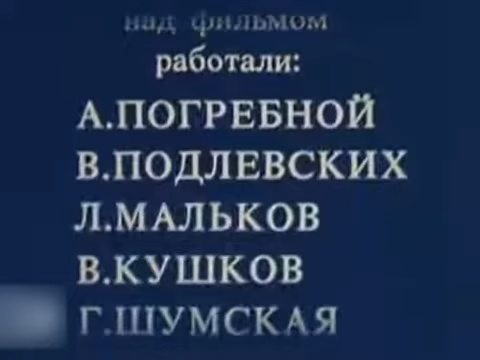 над фильмом
работали:
А.ПОГРЕБНОЙ
В.ПОДЛЕВСКИХ
Л.МАЛЬКОВ
В.КУШКОВ
Г.ШУМСКАЯ